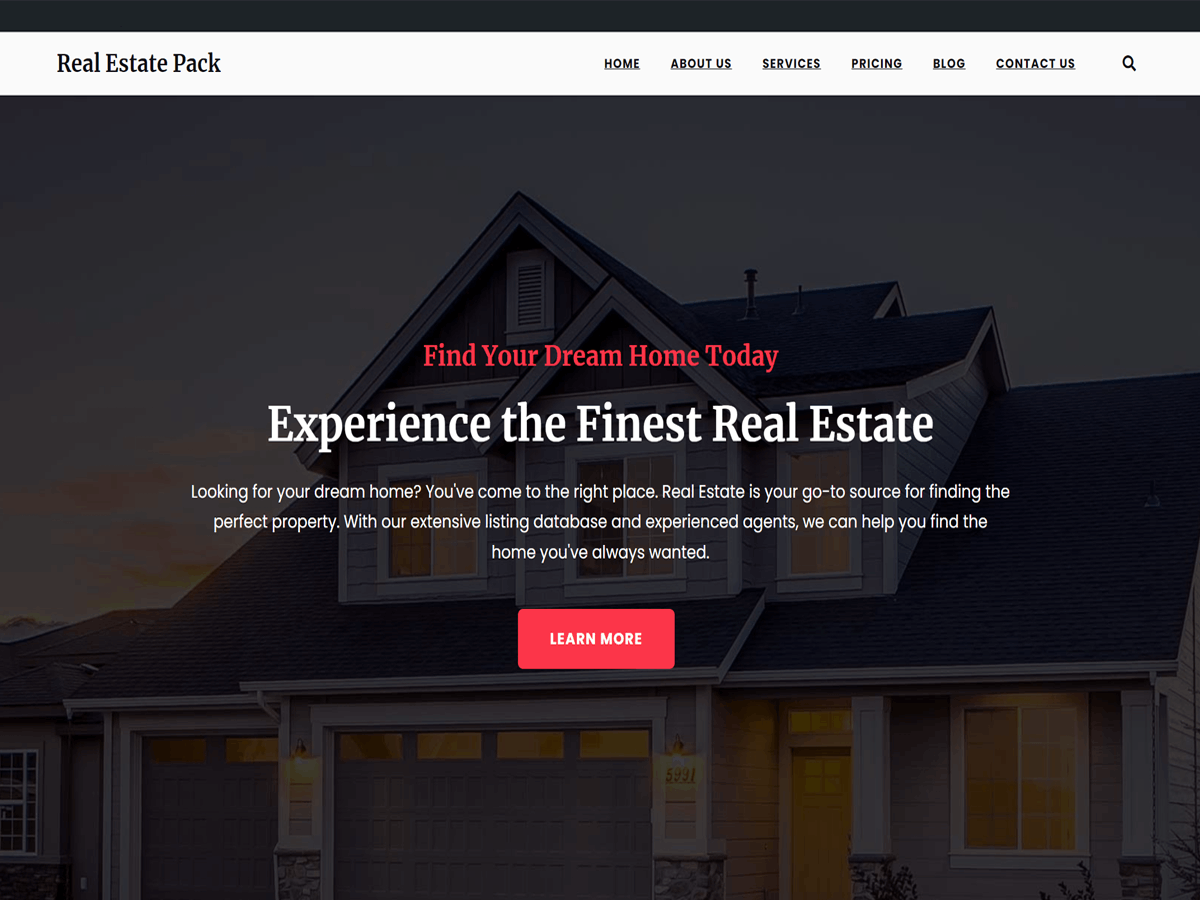 Real Estate Pack
HOME ABOUT US SERVICES PRICING BLOG CONTACT US
Find Your Dream Home Today
Experience the Finest Real Estate
Looking for your dream home? You've come to the right place. Real Estate is your go-to source for finding the
perfect property. With our extensive listing database and experienced agents, we can help you find the
home you've always wanted.
LEARN MORE
5991